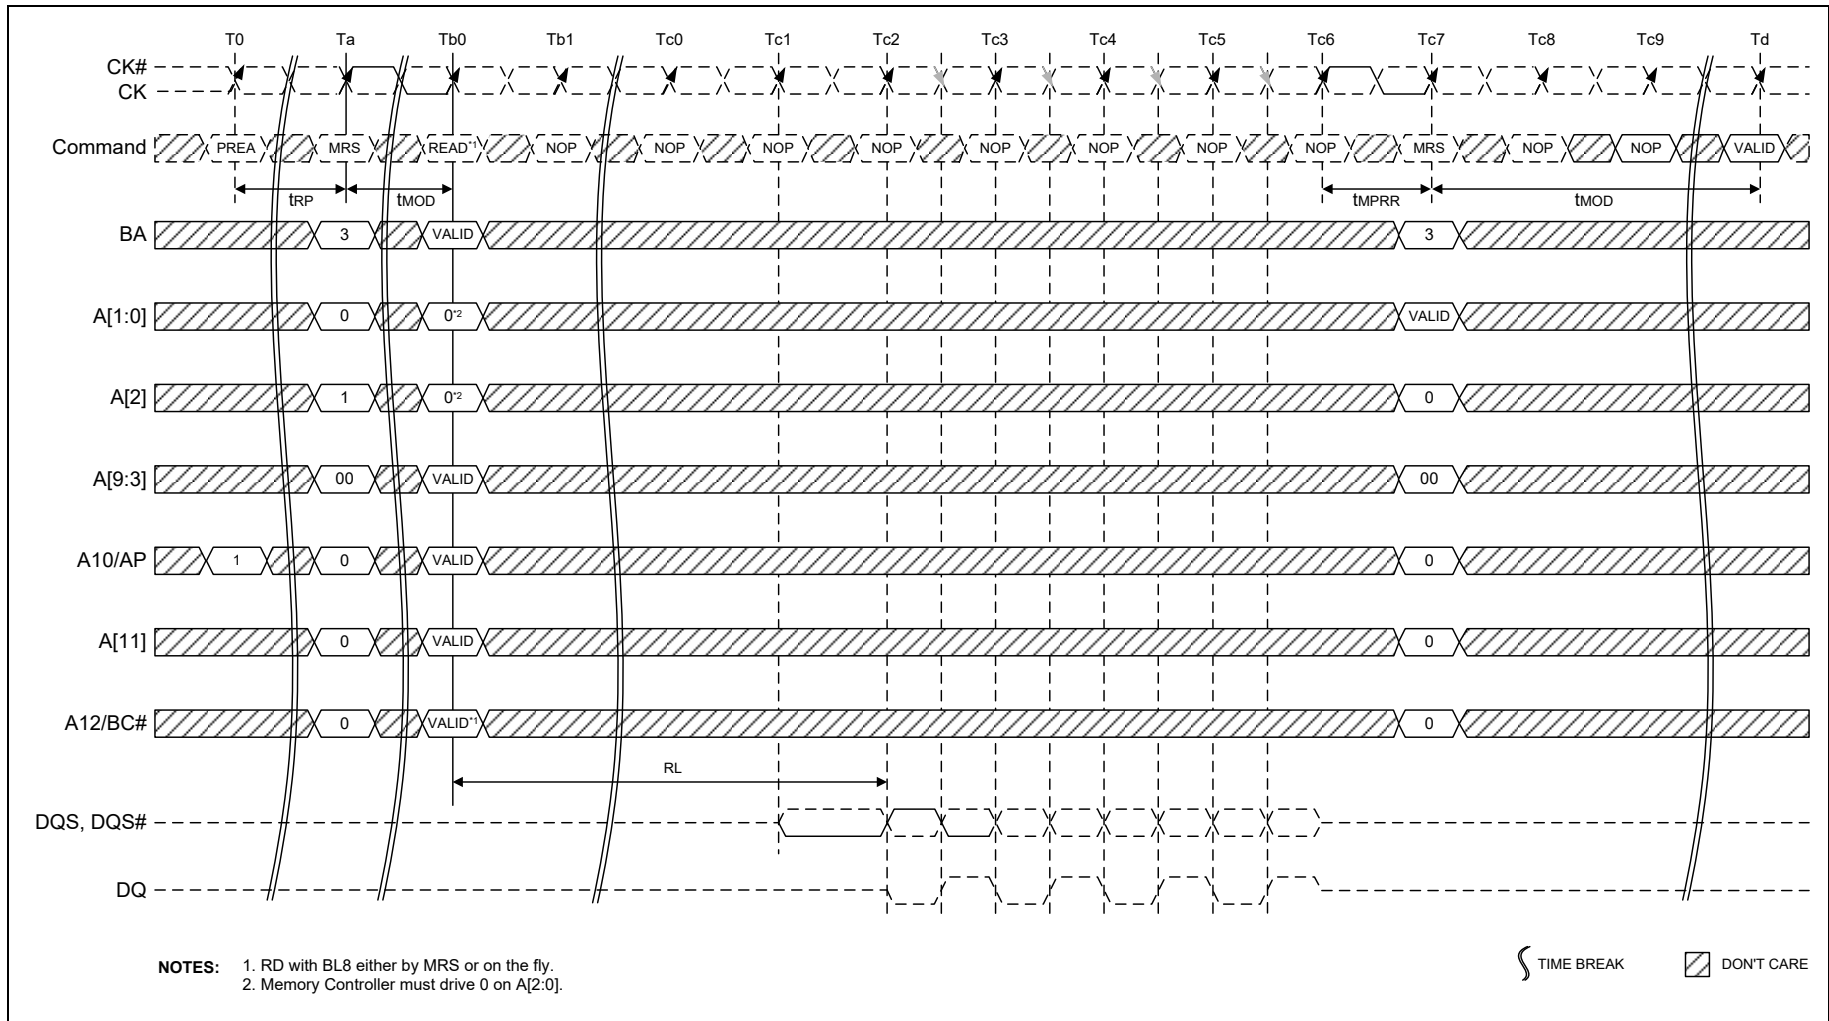 T0 Ta Tb0 Tb1 Tc0 Tc1 Tc2 Tc3 Tc4 Tc5 Tc6 Tc7 Tc8 Tc9 Td
CK#
CK
Command PREA MRS READ*1 NOP NOP NOP NOP NOP NOP NOP NOP MRS NOP NOP VALID
tRP tMOD tMPRR tMOD
BA 3 VALID 3
A[1:0] 0 0*2 VALID
A[2] 1 0*2 0
A[9:3] 00 VALID 00
A10/AP 1 0 VALID 0
A[11] 0 VALID 0
A12/BC# 0 VALID*1 0
RL
DQS, DQS#
DQ
NOTES: 1. RD with BL8 either by MRS or on the fly.
2. Memory Controller must drive 0 on A[2:0].
TIME BREAK DON'T CARE